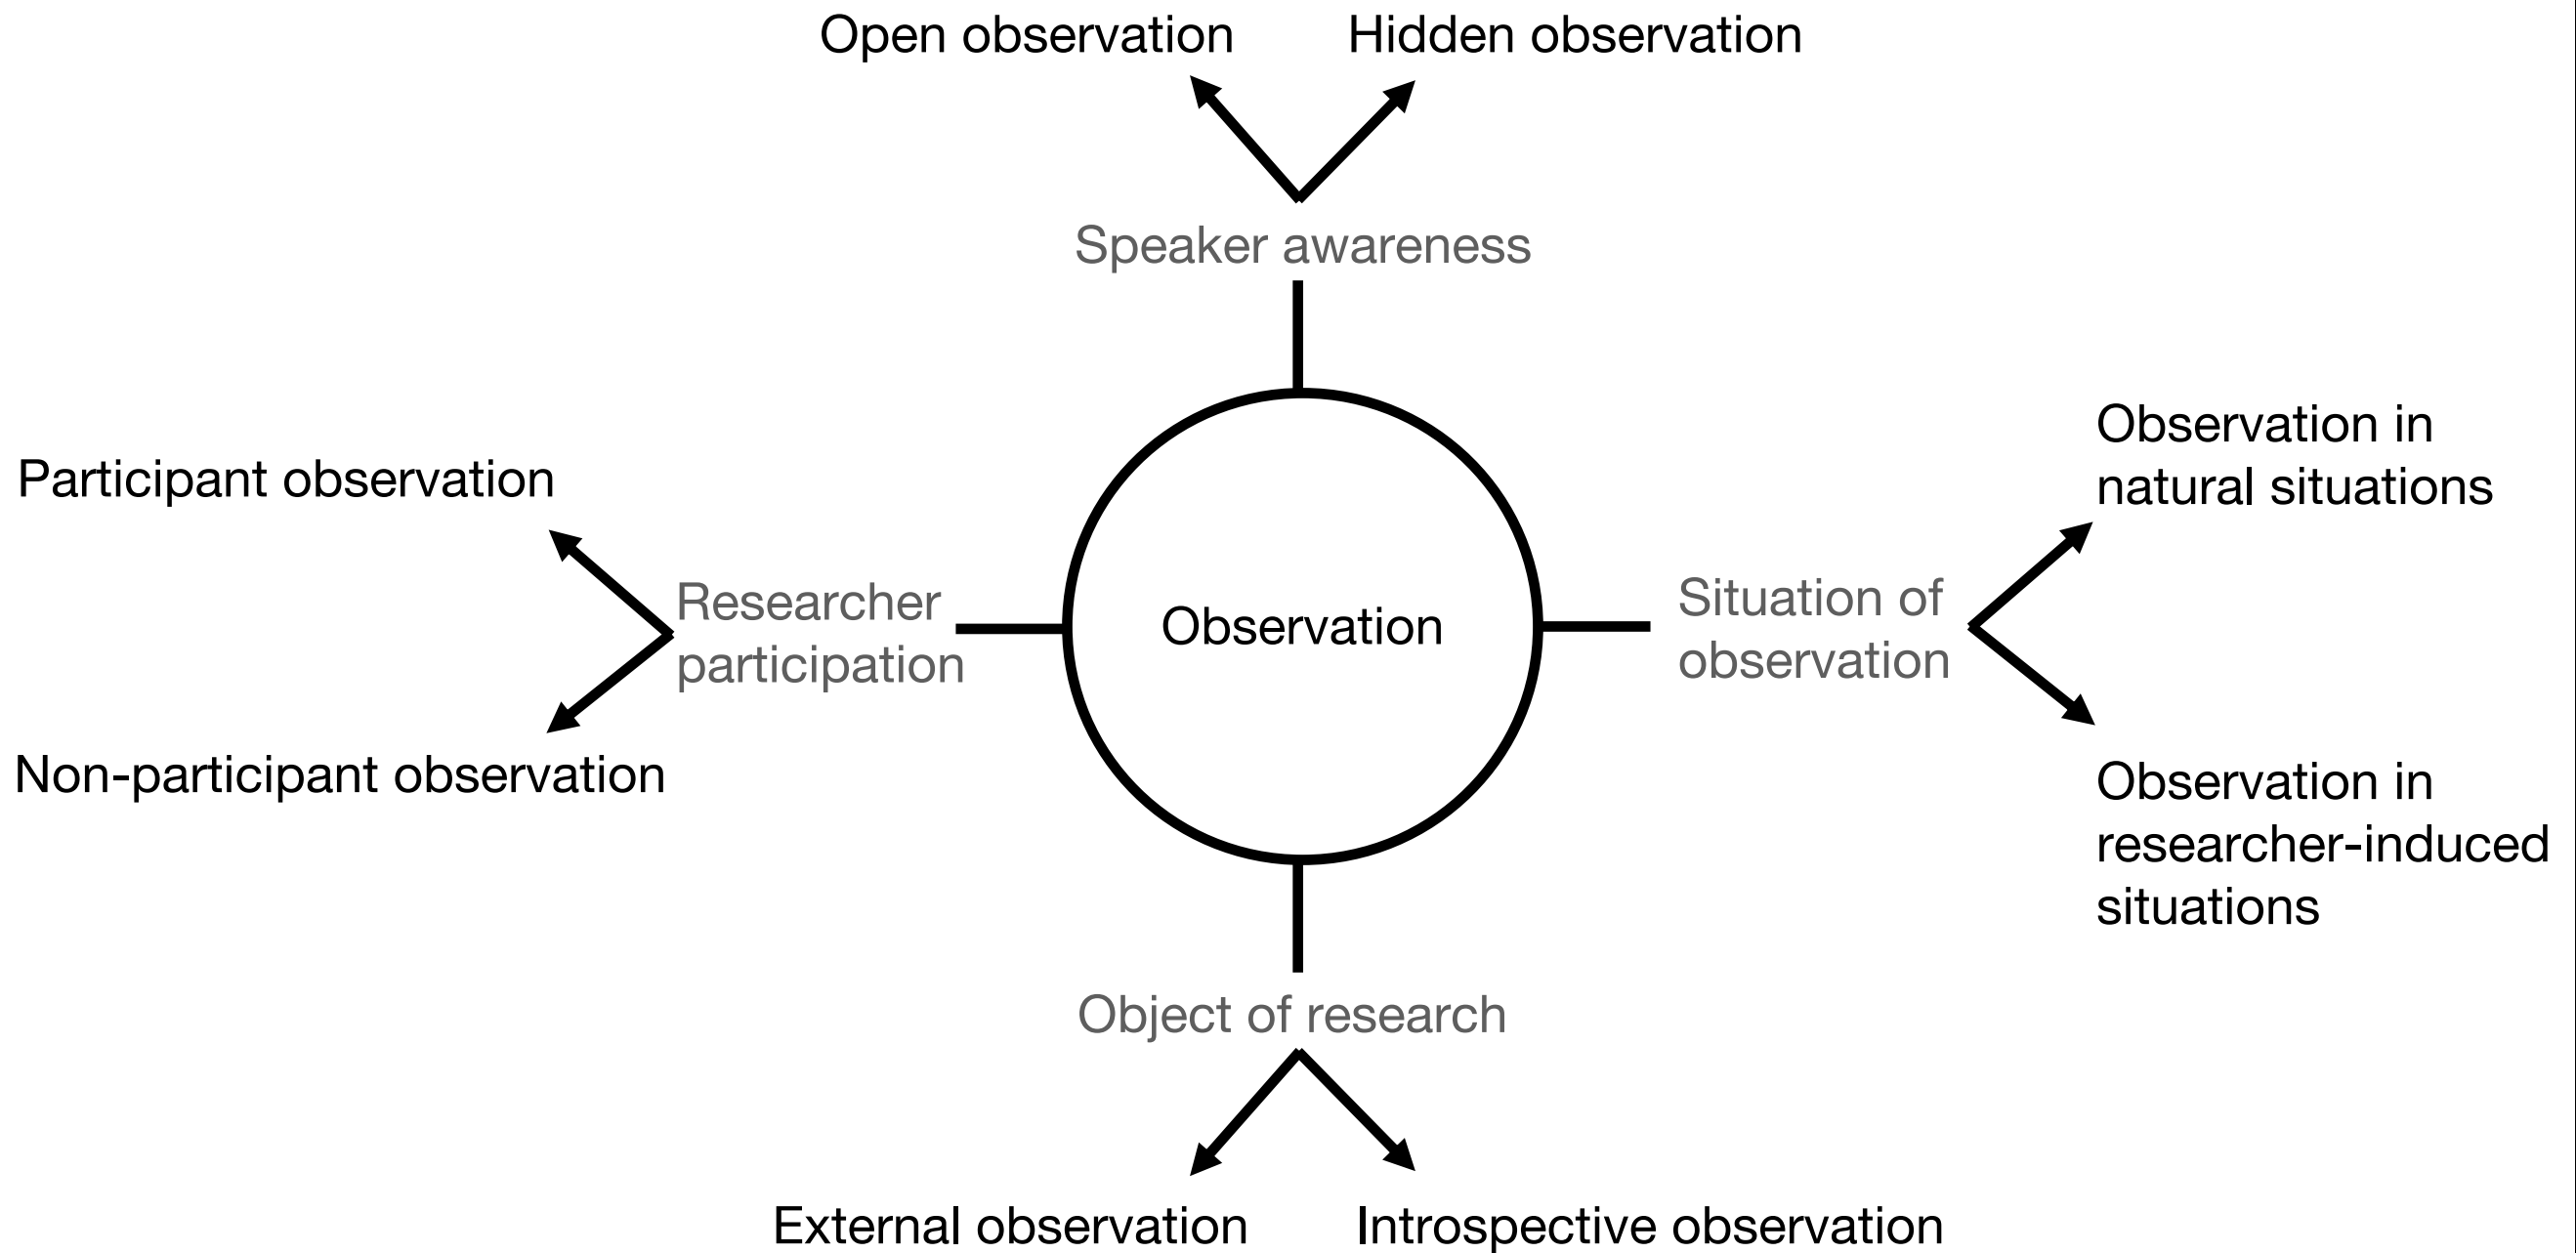 Open observation
Hidden observation
Speaker awareness
Participant observation
Non-participant observation
Researcher
participation
Observation
Situation of
observation
Observation in
natural situations
Observation in
researcher-induced
situations
Object of research
External observation
Introspective observation